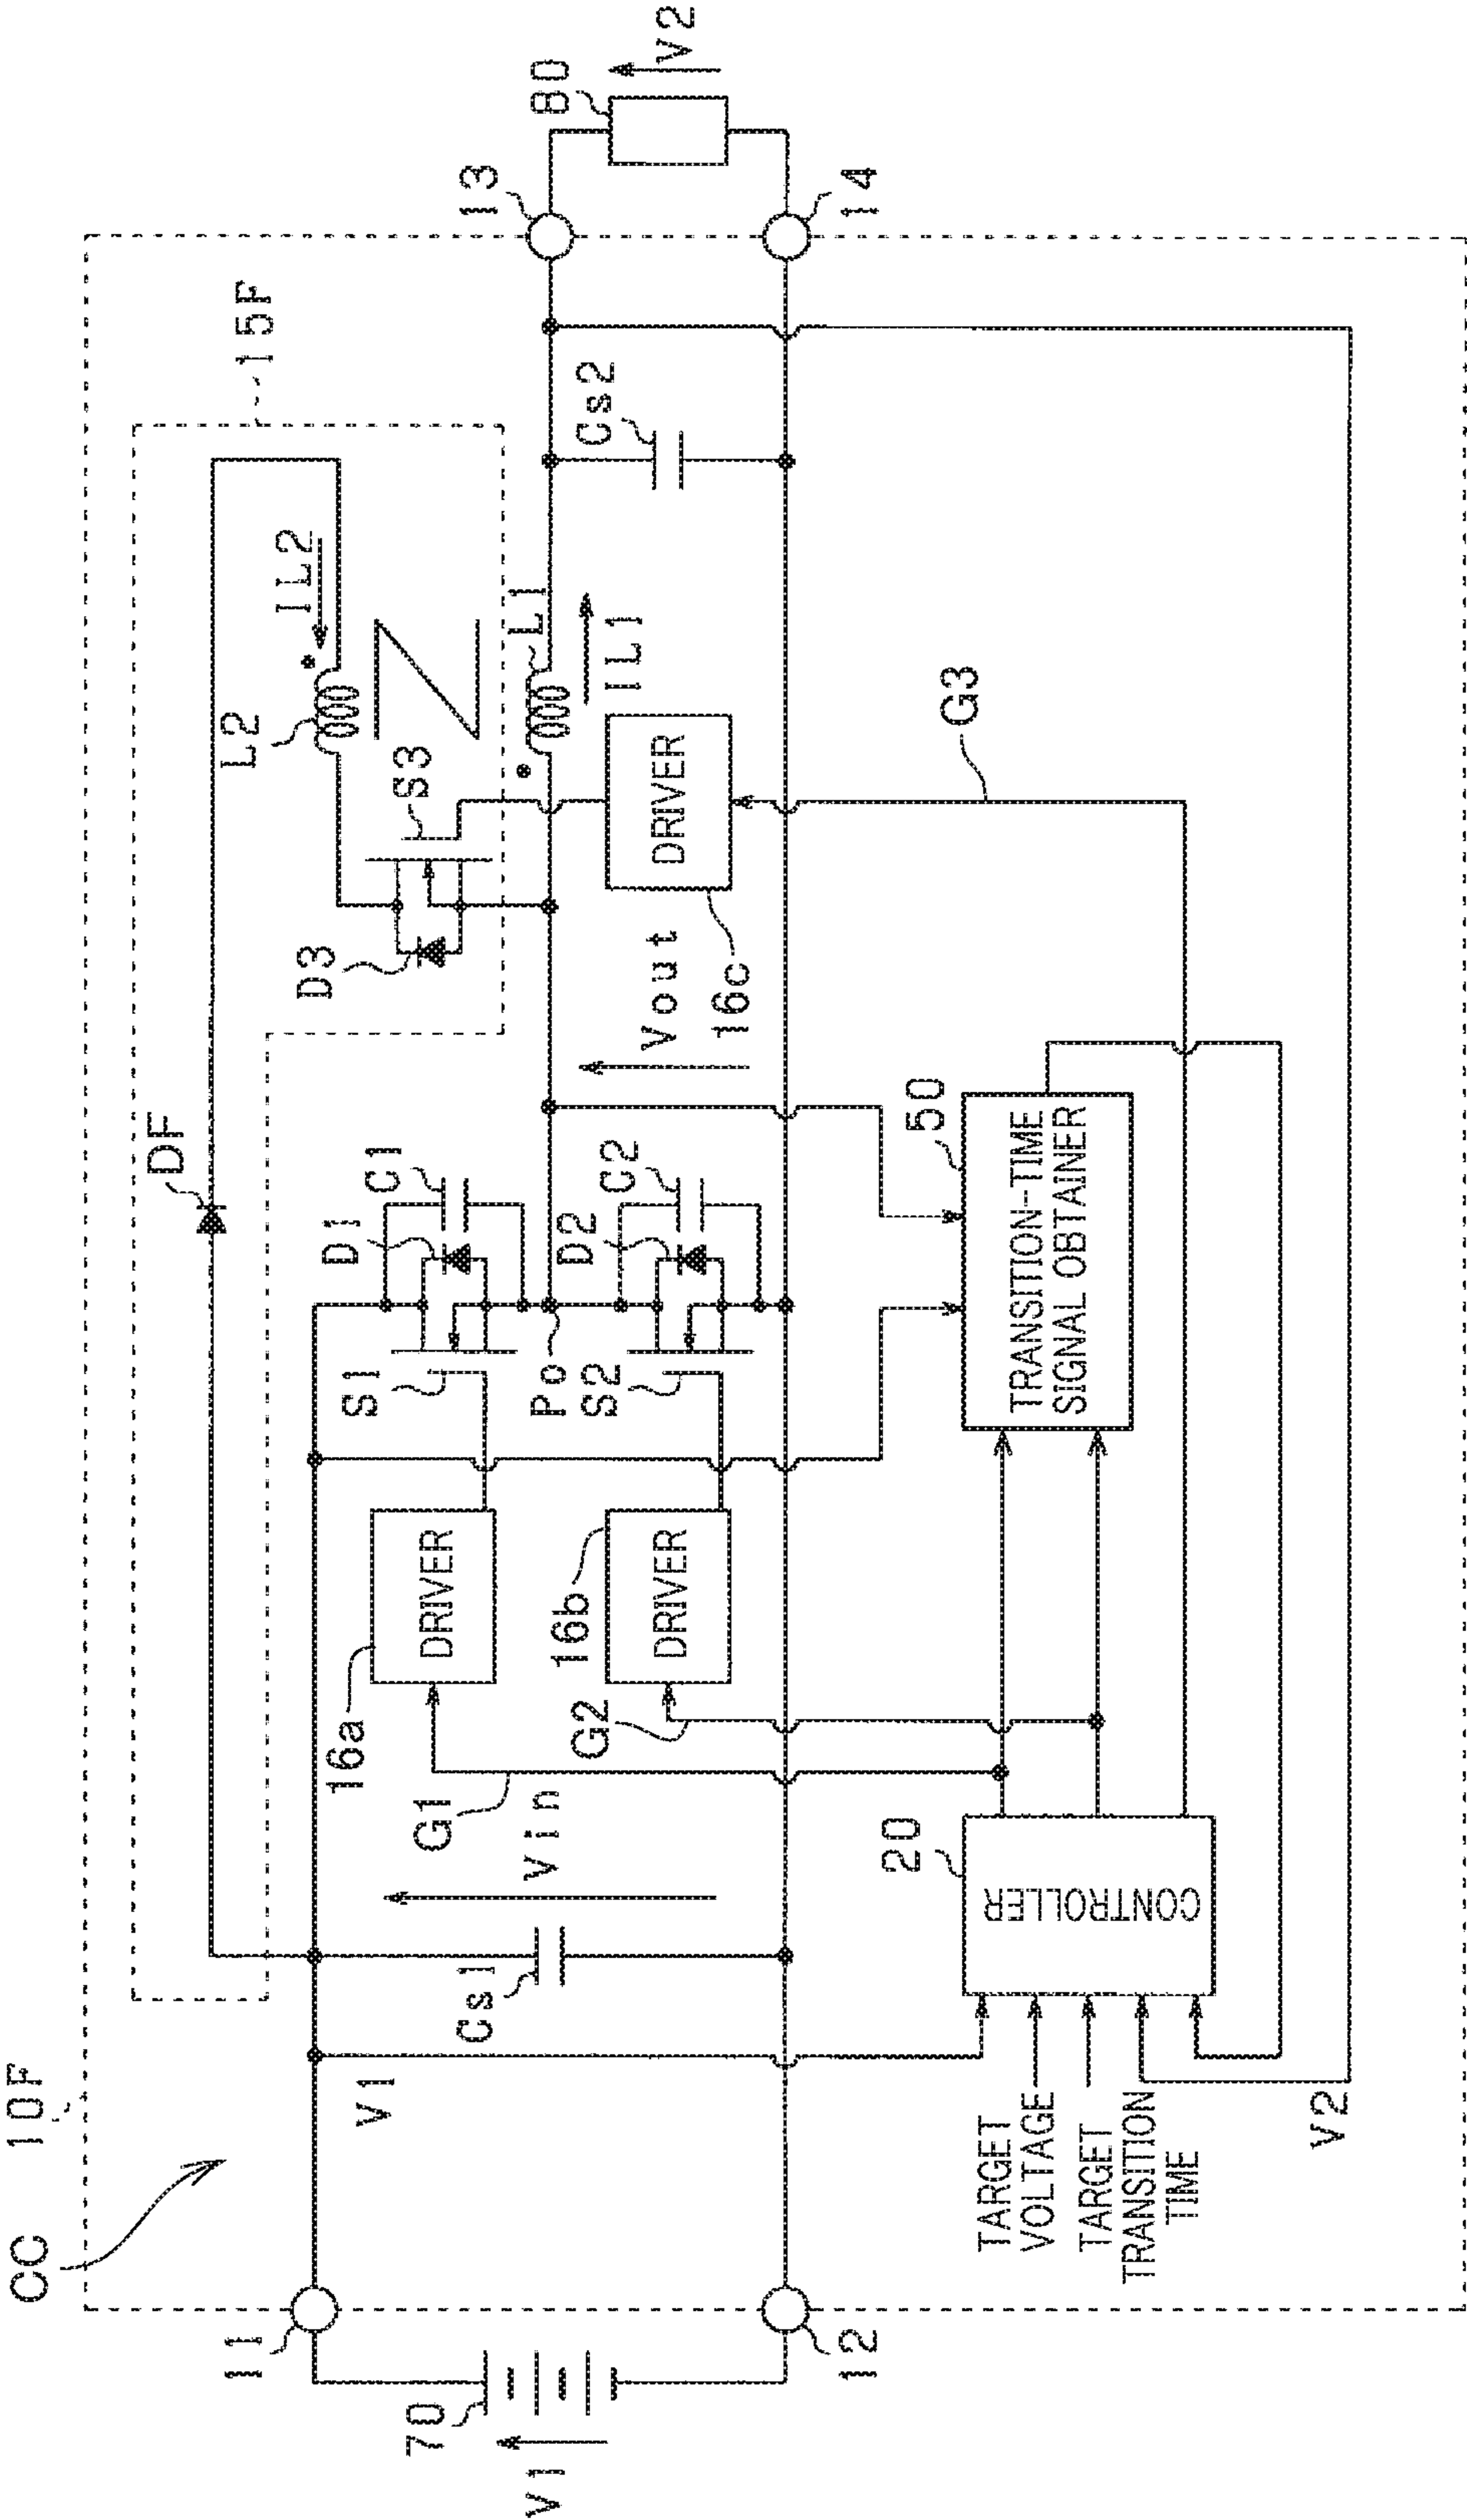 CC
10F
15F
DF
L2
IL2
D3
S3
L1
IL1
Cs2
13
80
V2
14
11
V1
70
V1
12
Cs1
Vin
G1
16a
DRIVER
S1
D1
C1
Po
G2
16b
DRIVER
S2
D2
C2
Vout
16c
DRIVER
G3
20
CONTROLLER
50
TRANSITION-TIME
SIGNAL OBTAINER
TARGET
VOLTAGE
TARGET
TRANSITION
TIME
V2